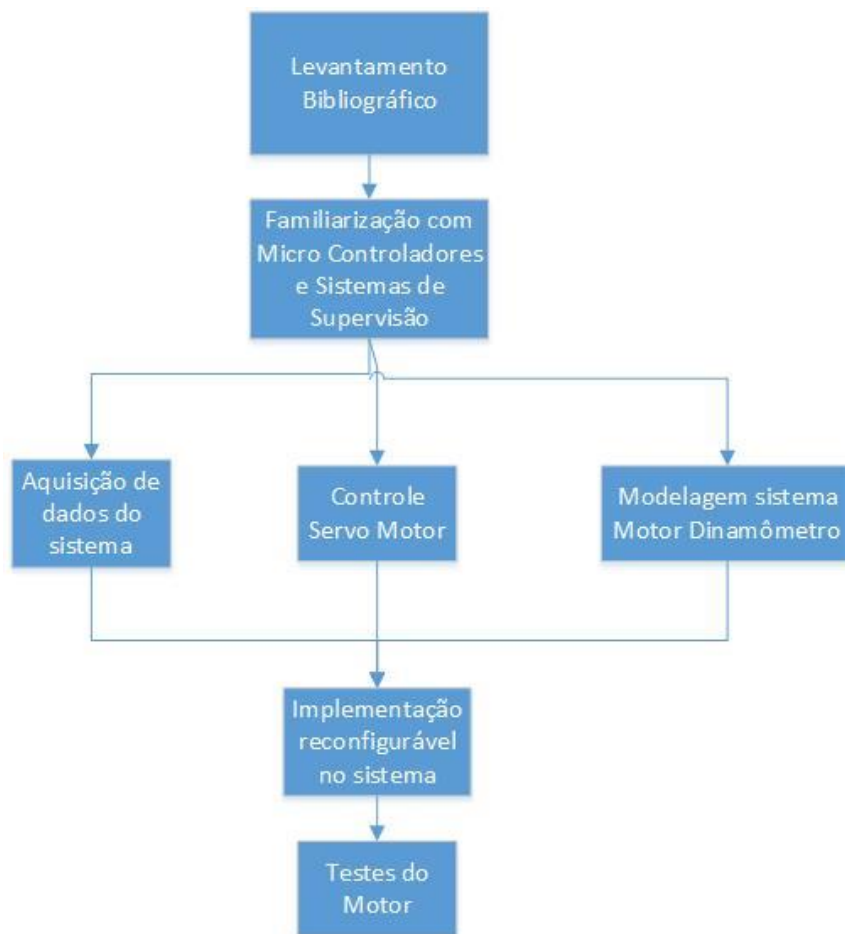 Levantamento
Bibliográfico
Familiarização com
Micro Controladores
e Sistemas de
Supervisão
Aquisição de
dados do
sistema
Controle
Servo Motor
Modelagem sistema
Motor Dinamômetro
Implementação
reconfigurável
no sistema
Testes do
Motor